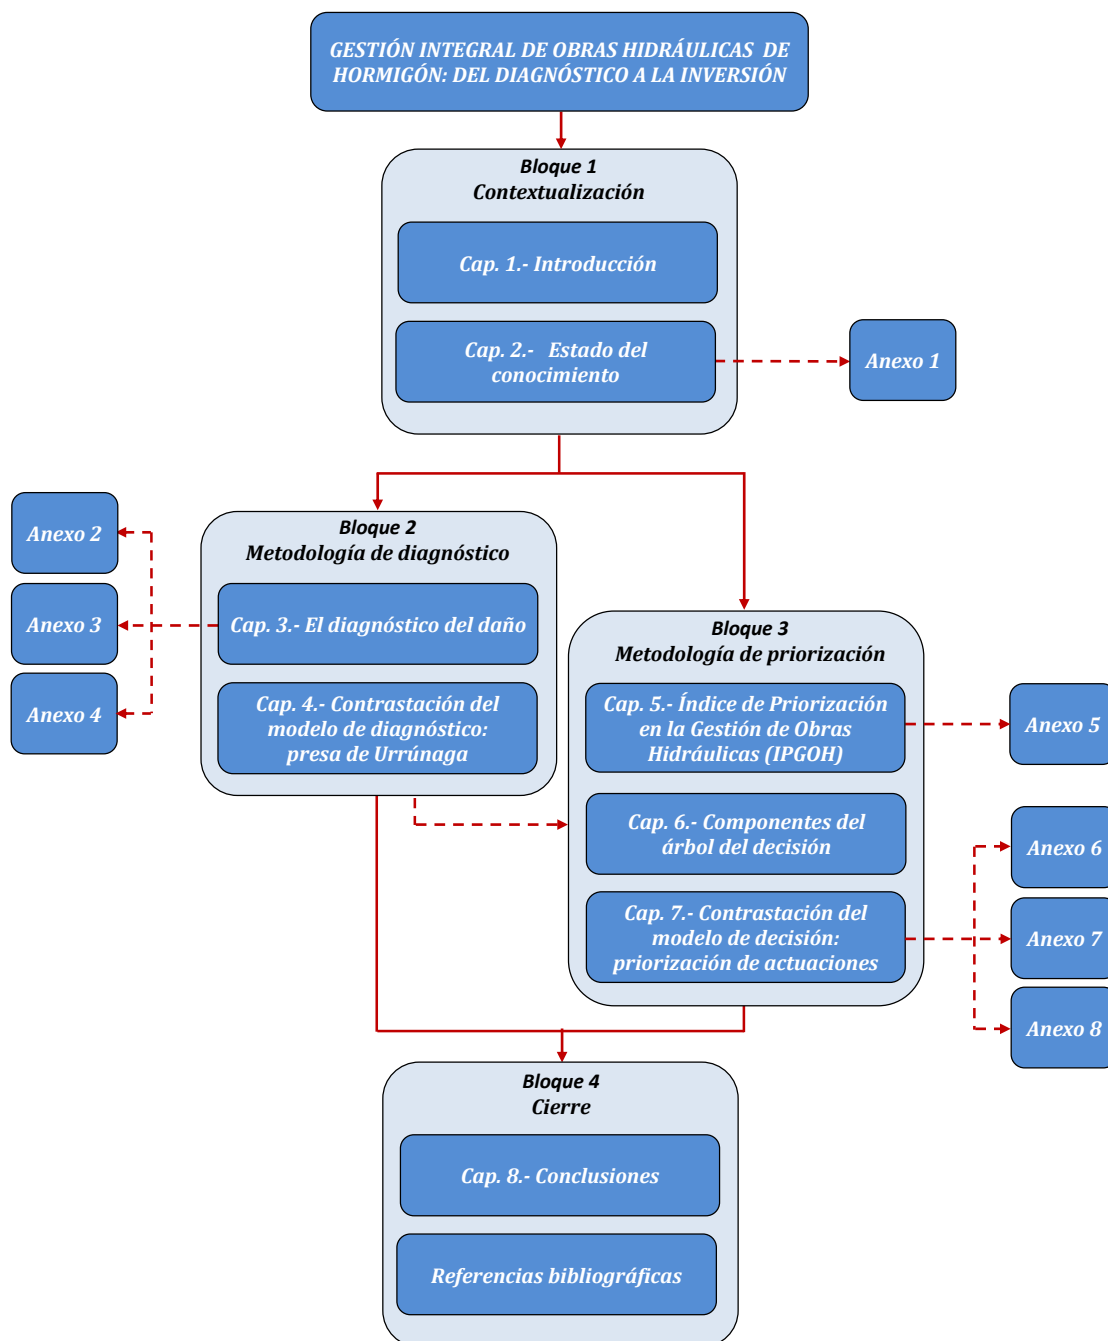 GESTIÓN INTEGRAL DE OBRAS HIDRÁULICAS DE
HORMIGÓN: DEL DIAGNÓSTICO A LA INVERSIÓN
Bloque 1
Contextualización
Cap. 1.- Introducción
Cap. 2.- Estado del
conocimiento
Anexo 1
Bloque 2
Metodología de diagnóstico
Anexo 2
Cap. 3.- El diagnóstico del daño
Anexo 3
Anexo 4
Cap. 4.- Contrastación del
modelo de diagnóstico:
presa de Urrúnaga
Bloque 3
Metodología de priorización
Cap. 5.- Índice de Priorización
en la Gestión de Obras
Hidráulicas (IPGOH)
Anexo 5
Cap. 6.- Componentes del
árbol del decisión
Anexo 6
Cap. 7.- Contrastación del
modelo de decisión:
priorización de actuaciones
Anexo 7
Anexo 8
Bloque 4
Cierre
Cap. 8.- Conclusiones
Referencias bibliográficas